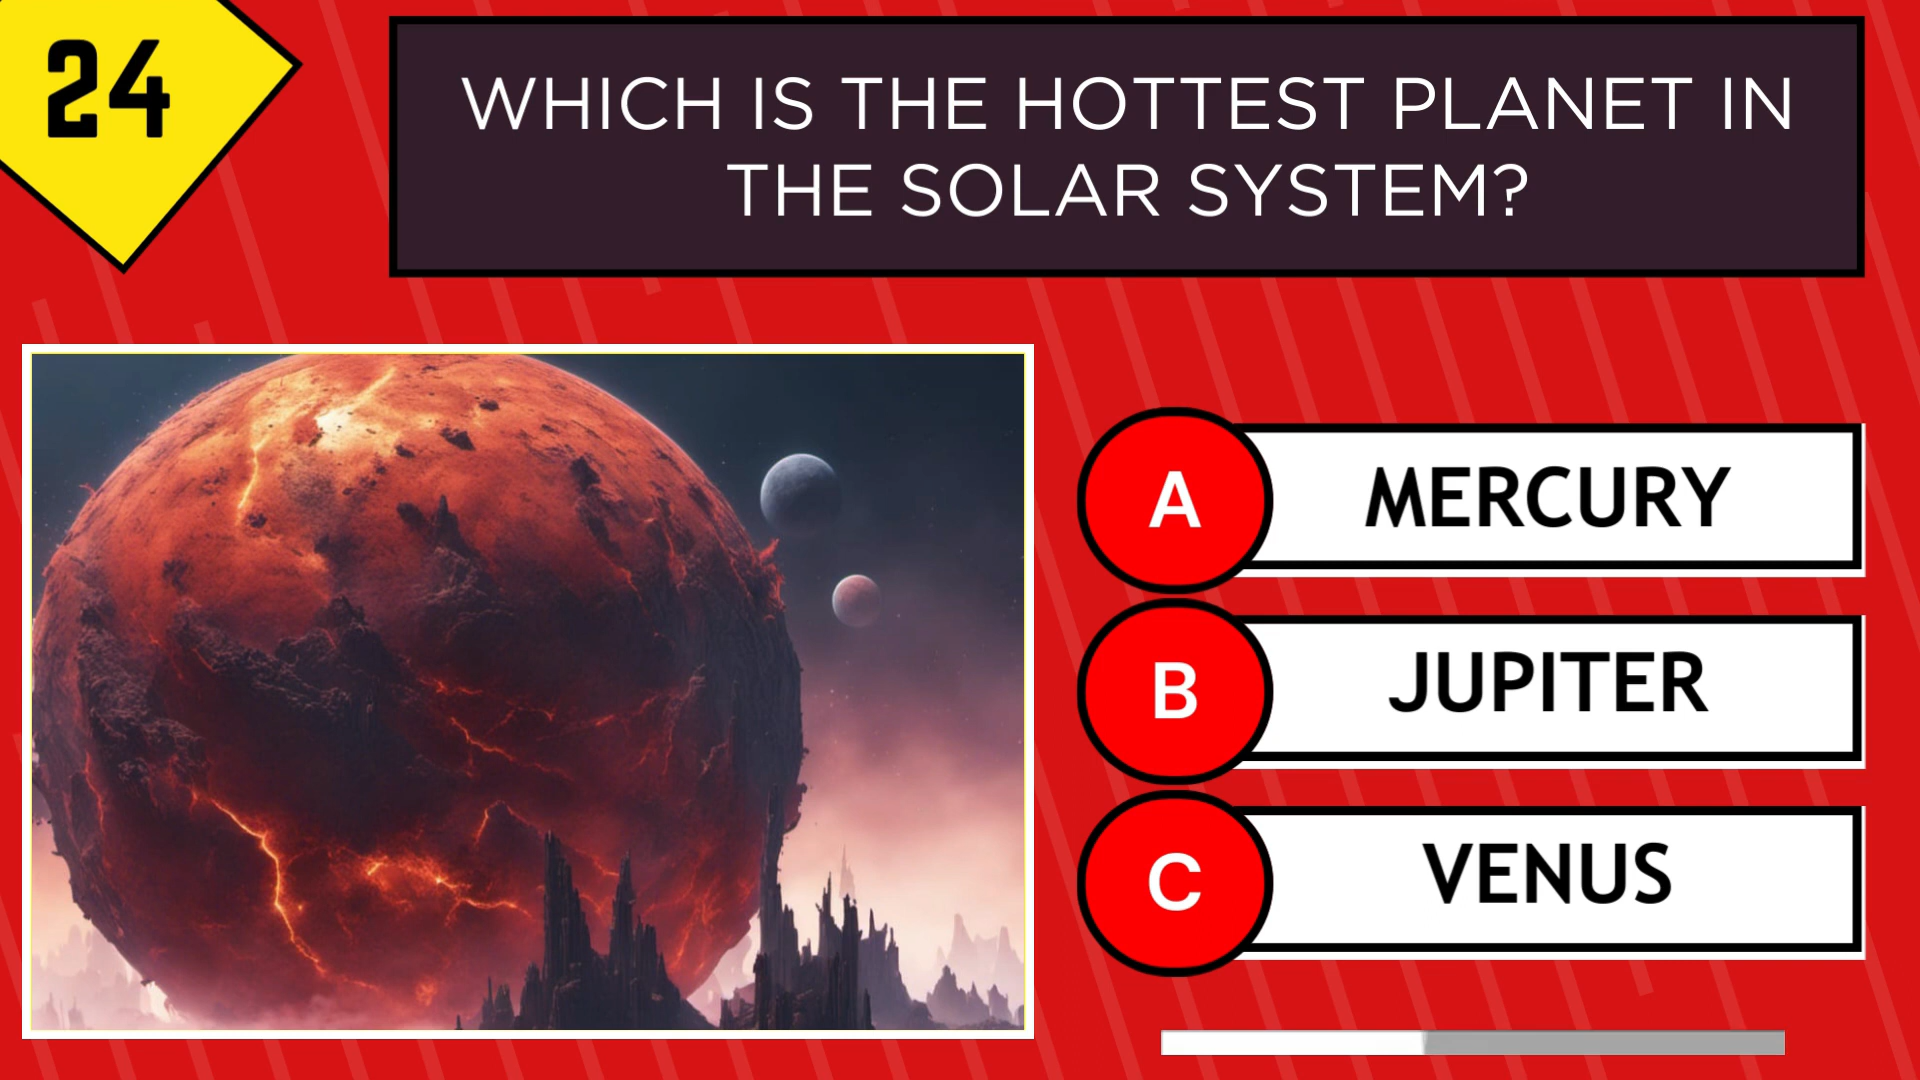 24
WHICH IS THE HOTTEST PLANET IN
THE SOLAR SYSTEM?
A MERCURY
B JUPITER
C VENUS